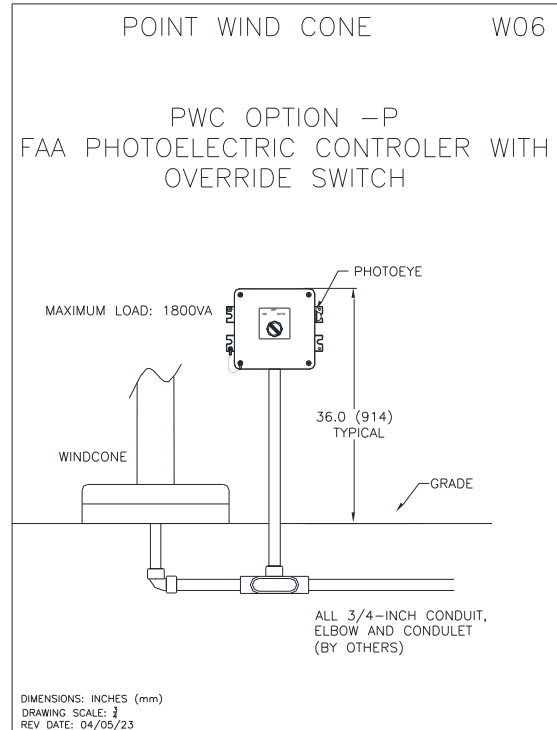 POINT WIND CONE W06
PWC OPTION –P
FAA PHOTOELECTRIC CONTROLER WITH
OVERRIDE SWITCH
PHOTOEYE
MAXIMUM LOAD: 1800VA
36.0 (914)
TYPICAL
WINDCONE
GRADE
ALL 3/4–INCH CONDUIT,
ELBOW AND CONDULET
(BY OTHERS)
DIMENSIONS: INCHES (mm)
DRAWING SCALE:
REV DATE: 04/05/23